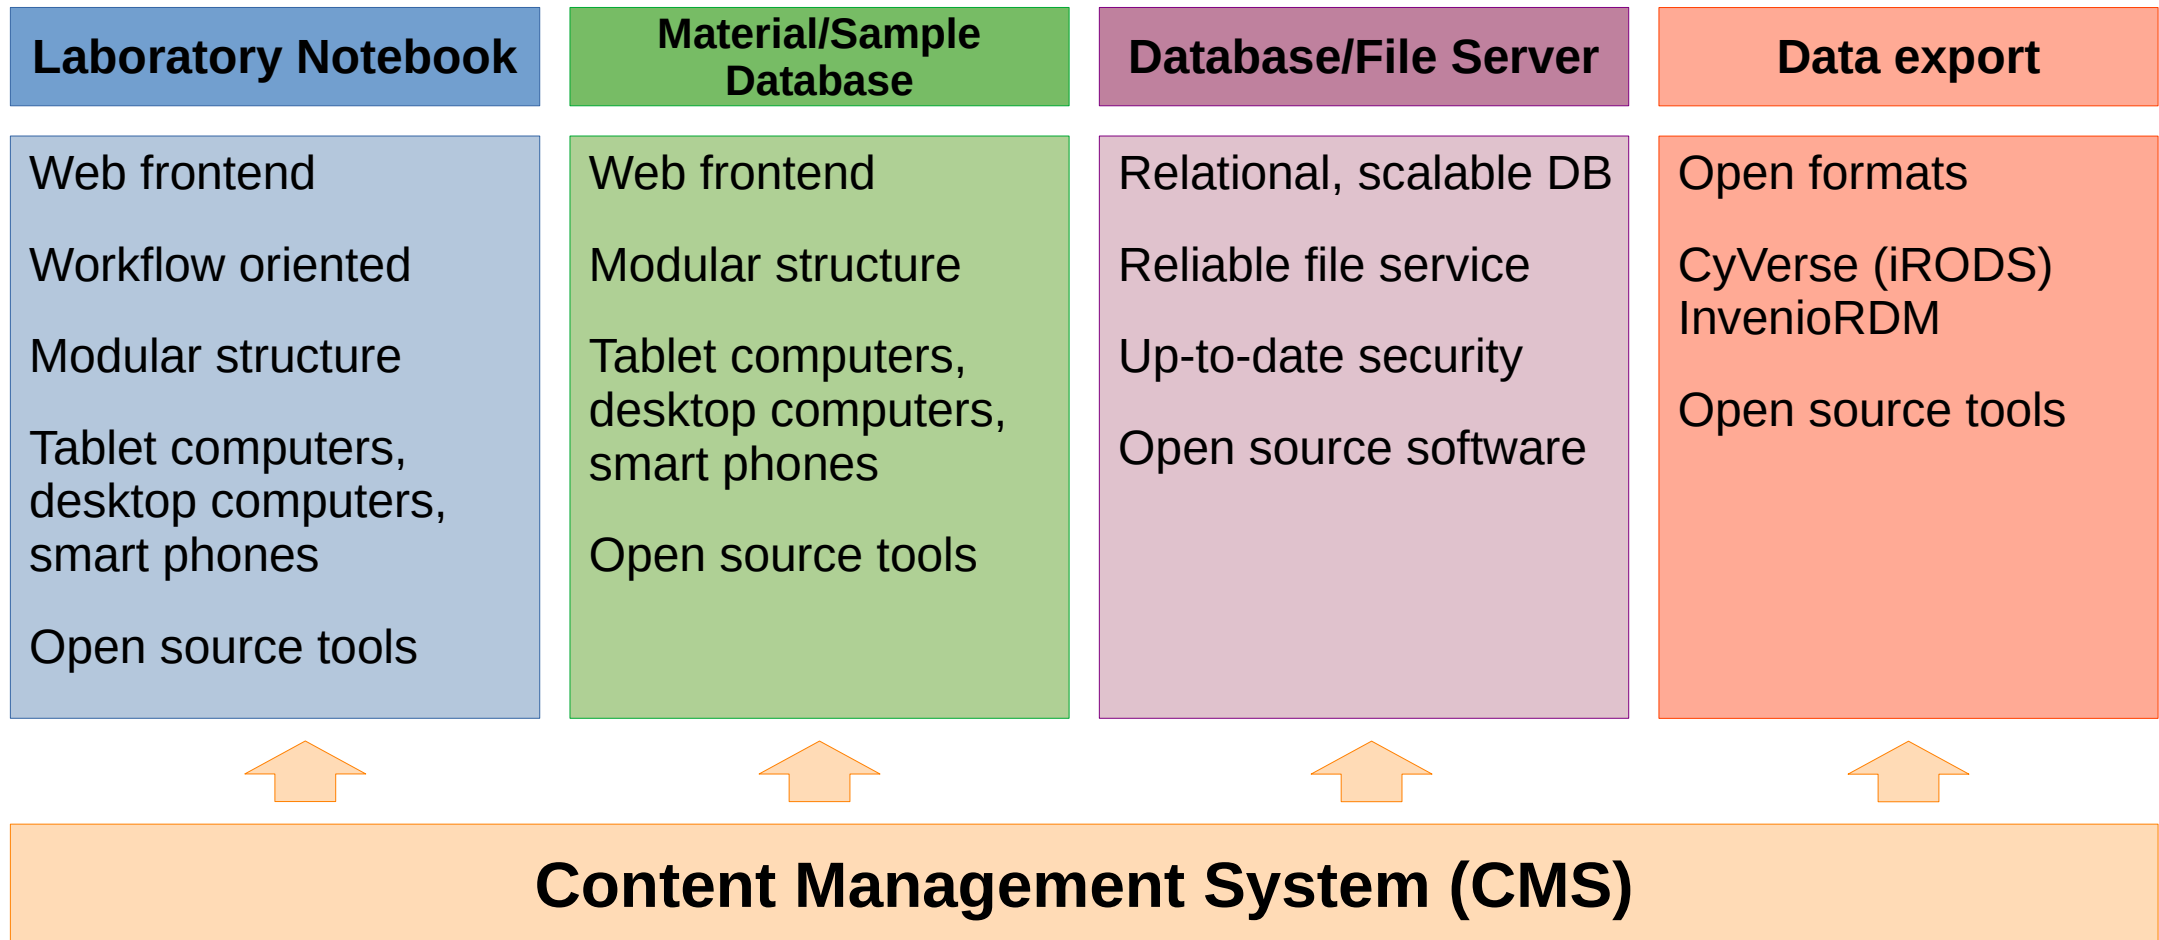 Laboratory Notebook
Web frontend
Workflow oriented
Modular structure
Tablet computers,
desktop computers,
smart phones
Open source tools
Material/Sample
Database
Web frontend
Modular structure
Tablet computers,
desktop computers,
smart phones
Open source tools
Database/File Server
Relational, scalable DB
Reliable file service
Up-to-date security
Open source software
Data export
Open formats
CyVerse (iRODS)
InvenioRDM
Open source tools
Content Management System (CMS)